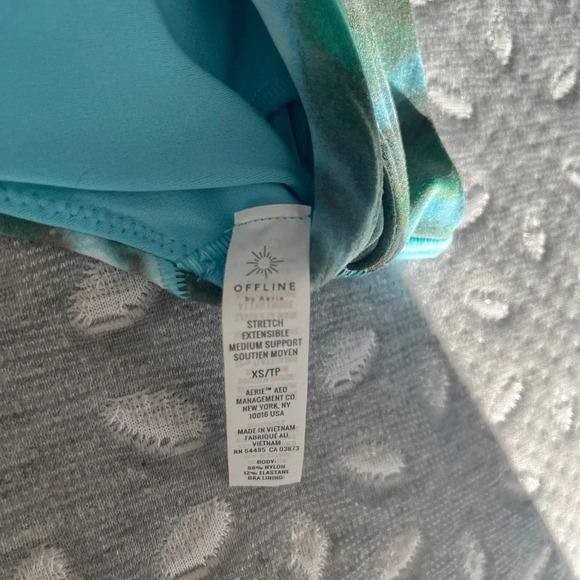 OFFLINE
by Aerie
STRETCH
EXTENSIBLE
MEDIUM SUPPORT
SOUTIEN MOYEN
XS/TP
AERIE™ AEO
MANAGEMENT CO.
NEW YORK, NY
10016 USA
MADE IN VIETNAM
FABRIQUÉ AU
VIETNAM
RN 54485 CA 03873
BODY:
88% NYLON
12% ELASTANE
BRA LINING: